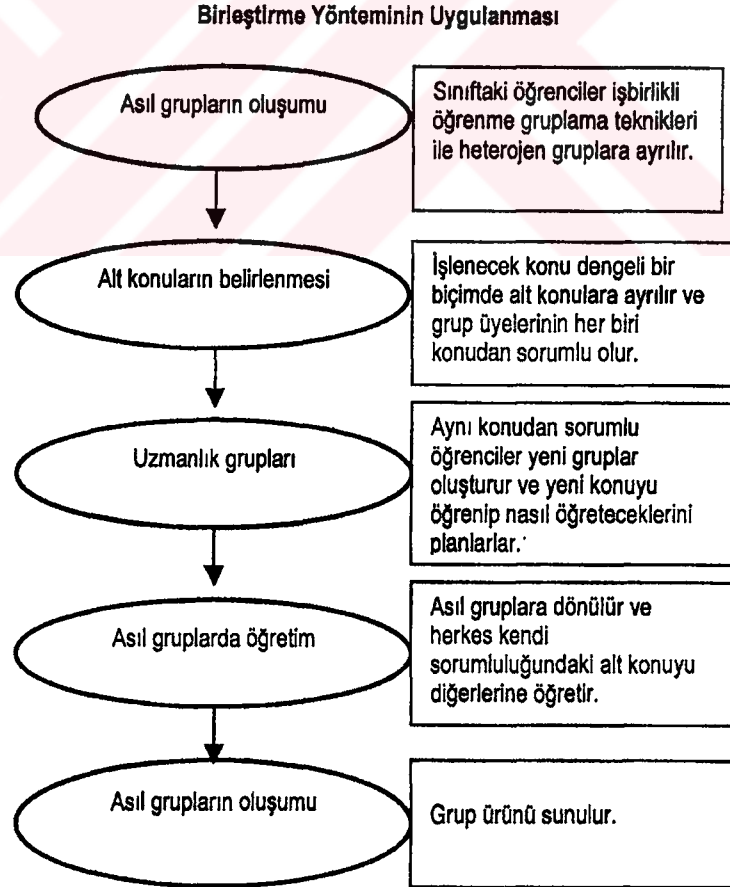 Birleştirme Yönteminin Uygulanması
Asıl grupların oluşumu
Sınıftaki öğrenciler işbirlikli
öğrenme gruplama teknikleri
ile heterojen gruplara ayrılır.
Alt konuların belirlenmesi
İşlenecek konu dengeli bir
biçimde alt konulara ayrılır ve
grup üyelerinin her biri
konudan sorumlu olur.
Uzmanlık grupları
Aynı konudan sorumlu
öğrenciler yeni gruplar
oluşturur ve yeni konuyu
öğrenip nasıl öğreteceklerini
planlarlar.
Asıl gruplarda öğretim
Asıl gruplara dönülür ve
herkes kendi
sorumluluğundaki alt konuyu
diğerlerine öğretir.
Asıl grupların oluşumu
Grup ürünü sunulur.